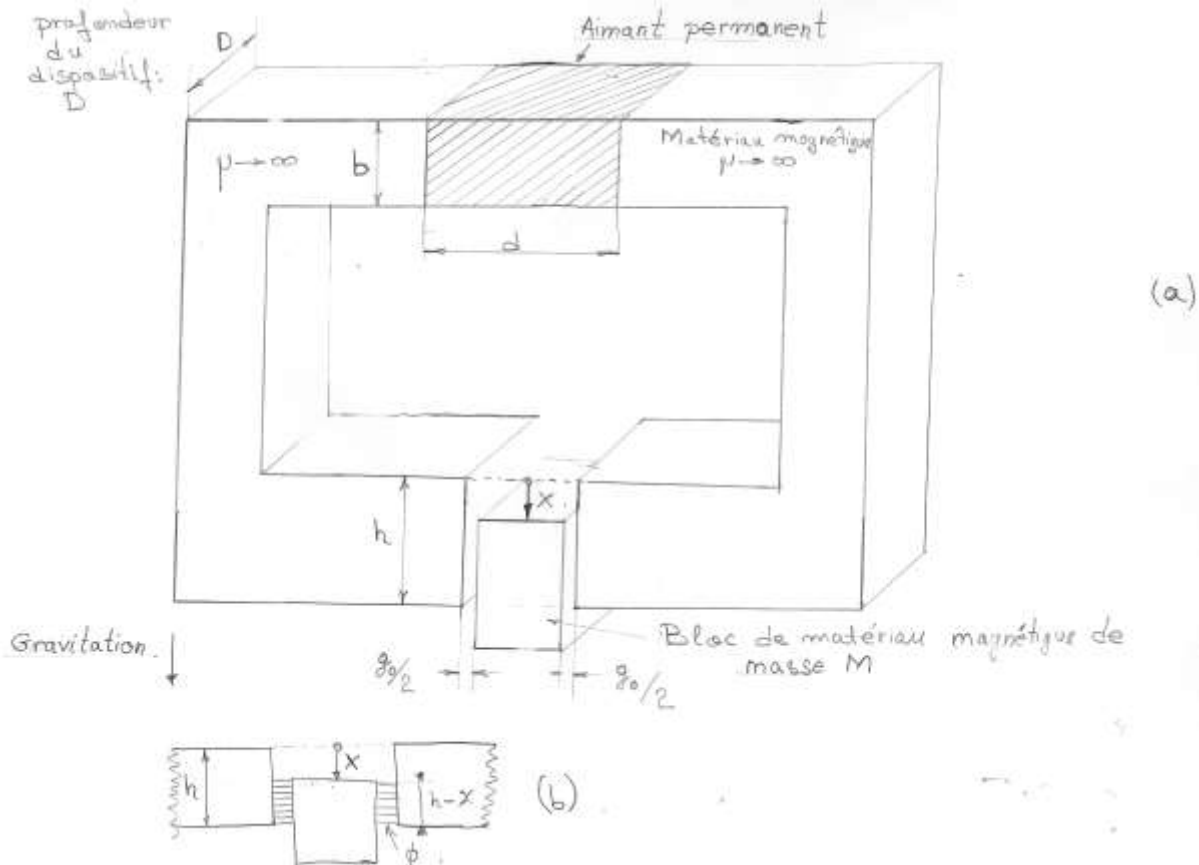 profondeur
du
dispositif:
D
D
Aimant permanent
μ→∞
b
Matériau magnétique
μ→∞
d
(a)
x
h
Gravitation
g₀/2
g₀/2
Bloc de matériau magnétique de
masse M
h
x
h-x
(b)
ϕ